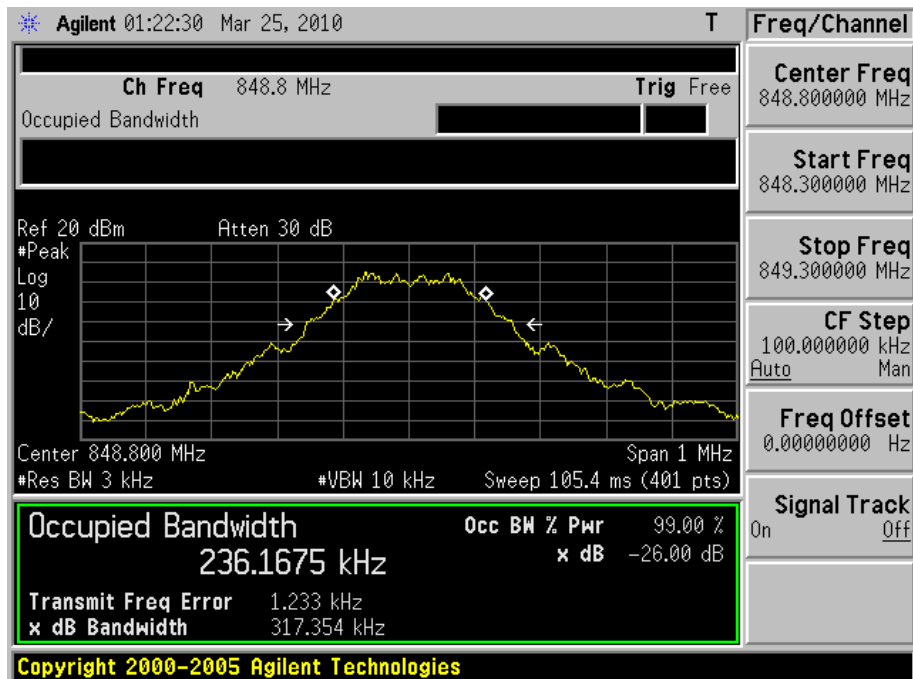 Agilent 01:22:30 Mar 25, 2010 T
Freq/Channel
Ch Freq 848.8 MHz Trig Free
Occupied Bandwidth
Center Freq
848.800000 MHz
Start Freq
848.300000 MHz
Stop Freq
849.300000 MHz
CF Step
100.000000 kHz
Auto Man
Freq Offset
0.00000000 Hz
Signal Track
On Off
Ref 20 dBm Atten 30 dB
#Peak
Log
10
dB/
Center 848.800 MHz Span 1 MHz
#Res BW 3 kHz #VBW 10 kHz Sweep 105.4 ms (401 pts)
Occupied Bandwidth
236.1675 kHz
Occ BW % Pwr 99.00 %
x dB -26.00 dB
Transmit Freq Error 1.233 kHz
x dB Bandwidth 317.354 kHz
Copyright 2000-2005 Agilent Technologies